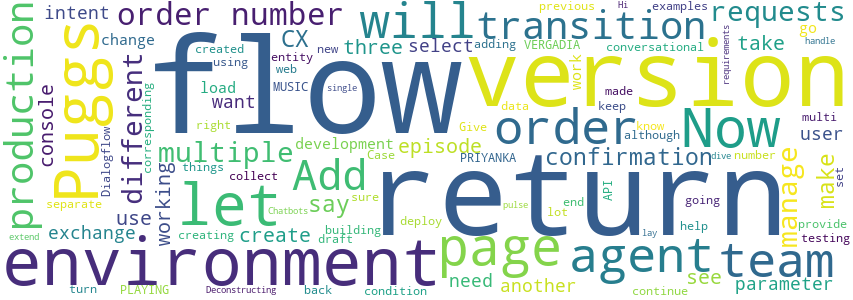 intent
order number
will
transition
previous
Hi
examples
requests
change
created
CX
three
select
adding
VERGADIA
new
using
entity
web
conversational
take
go
handle
production
Puggs
console
different
Dialogflow
corresponding
load
want
MUSIC
single
flow
version
work
made
keep
requirements
multi
user
data
order
Now
right
development
Give
although
know
multiple
Case
episode
PRIYANKA
confirmation
dive
number
things
working
collect
Add
say
sure
return
end
API
going
manage
make
set
separate
use
let
Chatbots
pulse
lot
help
provide
exchange
creating
create
building
draft
deploy
page
agent
lay
team
testing
extend
environment
need
another
see
parameter
turn
PLAYING
Deconstructing
back
condition
continue